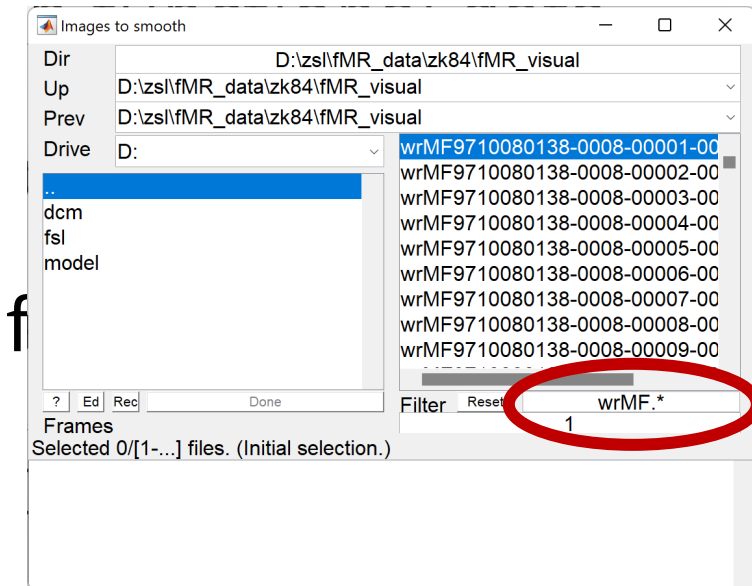 Images to smooth
Dir D:\zsl\fMR_data\zk84\fMR_visual
Up D:\zsl\fMR_data\zk84\fMR_visual
Prev D:\zsl\fMR_data\zk84\fMR_visual
Drive D:
..
dcm
fsl
model
wrMF9710080138-0008-00001-00
wrMF9710080138-0008-00002-00
wrMF9710080138-0008-00003-00
wrMF9710080138-0008-00004-00
wrMF9710080138-0008-00005-00
wrMF9710080138-0008-00006-00
wrMF9710080138-0008-00007-00
wrMF9710080138-0008-00008-00
wrMF9710080138-0008-00009-00
? Ed Rec Done
Filter Reset wrMF.*
Frames 1
Selected 0/[1-...] files. (Initial selection.)
f